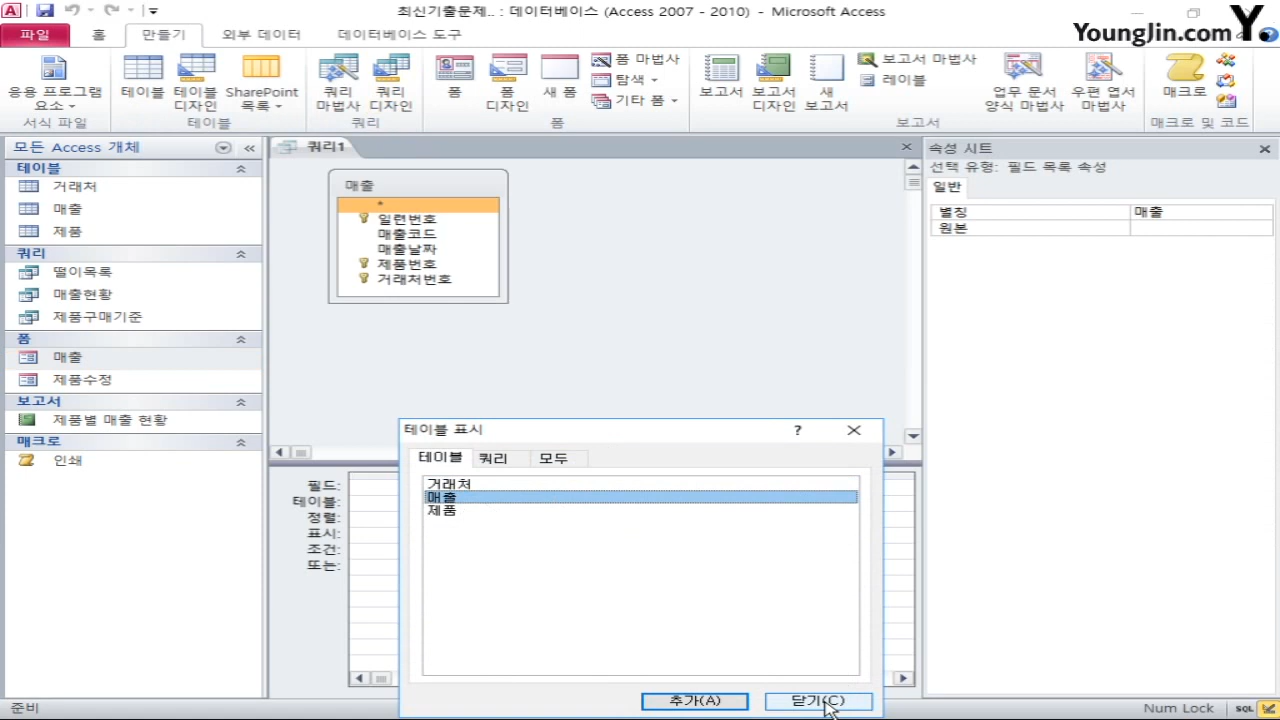 최신기출문제.. : 데이터베이스 (Access 2007 - 2010) - Microsoft Access
YoungJin.com Y
파일 홈 만들기 외부 데이터 데이터베이스 도구
응용 프로그램 요소
테이블
테이블 디자인
SharePoint 목록
쿼리 마법사
쿼리 디자인
폼
폼 디자인
새 폼
폼 마법사
탐색
기타 폼
보고서
보고서 디자인
새 보고서
보고서 마법사
레이블
업무 문서 양식 마법사
우편 엽서 마법사
매크로
서식 파일 테이블 쿼리 폼 보고서 매크로 및 코드
모든 Access 개체
테이블
거래처
매출
제품
쿼리
떨이목록
매출현황
제품구매기준
폼
매출
제품수정
보고서
제품별 매출 현황
매크로
인쇄
쿼리1
매출
*
일련번호
매출코드
매출날짜
제품번호
거래처번호
필드:
테이블:
정렬:
표시:
조건:
또는:
테이블 표시
테이블 쿼리 모두
거래처
매출
제품
추가(A) 닫기(C)
속성 시트
선택 유형: 필드 목록 속성
일반
별칭 매출
원본
준비 Num Lock SQL